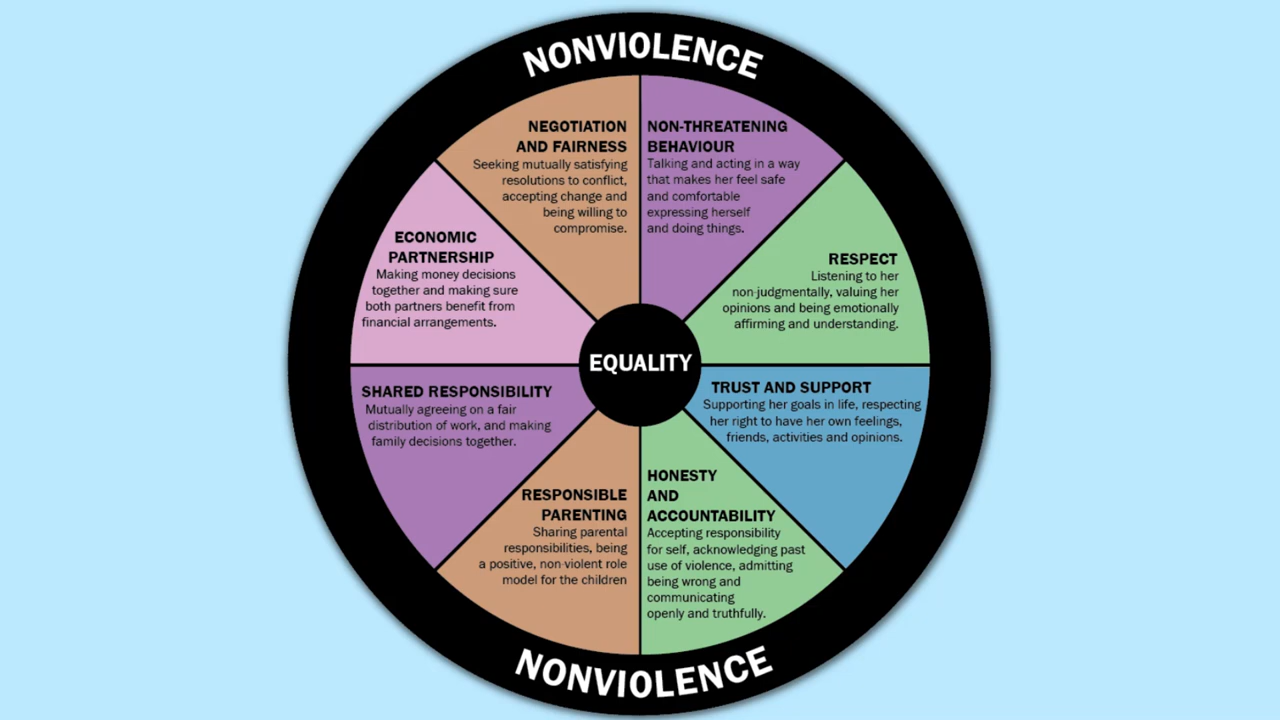 NONVIOLENCE
NEGOTIATION
AND FAIRNESS
Seeking mutually satisfying
resolutions to conflict,
accepting change and
being willing to
compromise.
NON-THREATENING
BEHAVIOUR
Talking and acting in a way
that makes her feel safe
and comfortable
expressing herself
and doing things.
ECONOMIC
PARTNERSHIP
Making money decisions
together and making sure
both partners benefit from
financial arrangements.
RESPECT
Listening to her
non-judgmentally, valuing her
opinions and being emotionally
affirming and understanding.
EQUALITY
SHARED RESPONSIBILITY
Mutually agreeing on a fair
distribution of work, and making
family decisions together.
TRUST AND SUPPORT
Supporting her goals in life, respecting
her right to have her own feelings,
friends, activities and opinions.
RESPONSIBLE
PARENTING
Sharing parental
responsibilities, being
a positive, non-violent role
model for the children
HONESTY
AND
ACCOUNTABILITY
Accepting responsibility
for self, acknowledging past
use of violence, admitting
being wrong and
communicating
openly and truthfully.
NONVIOLENCE